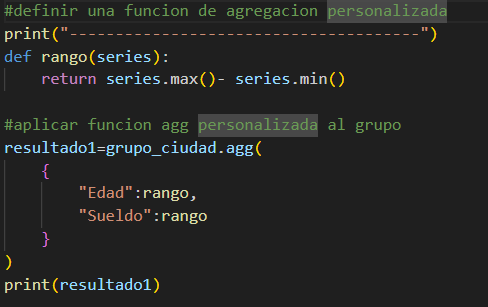 #definir una funcion de agregacion personalizada
print("--------------------------------------")
def rango(series):
    return series.max()- series.min()

#aplicar funcion agg personalizada al grupo
resultado1=grupo_ciudad.agg(
    {
        "Edad":rango,
        "Sueldo":rango
    }
)
print(resultado1)